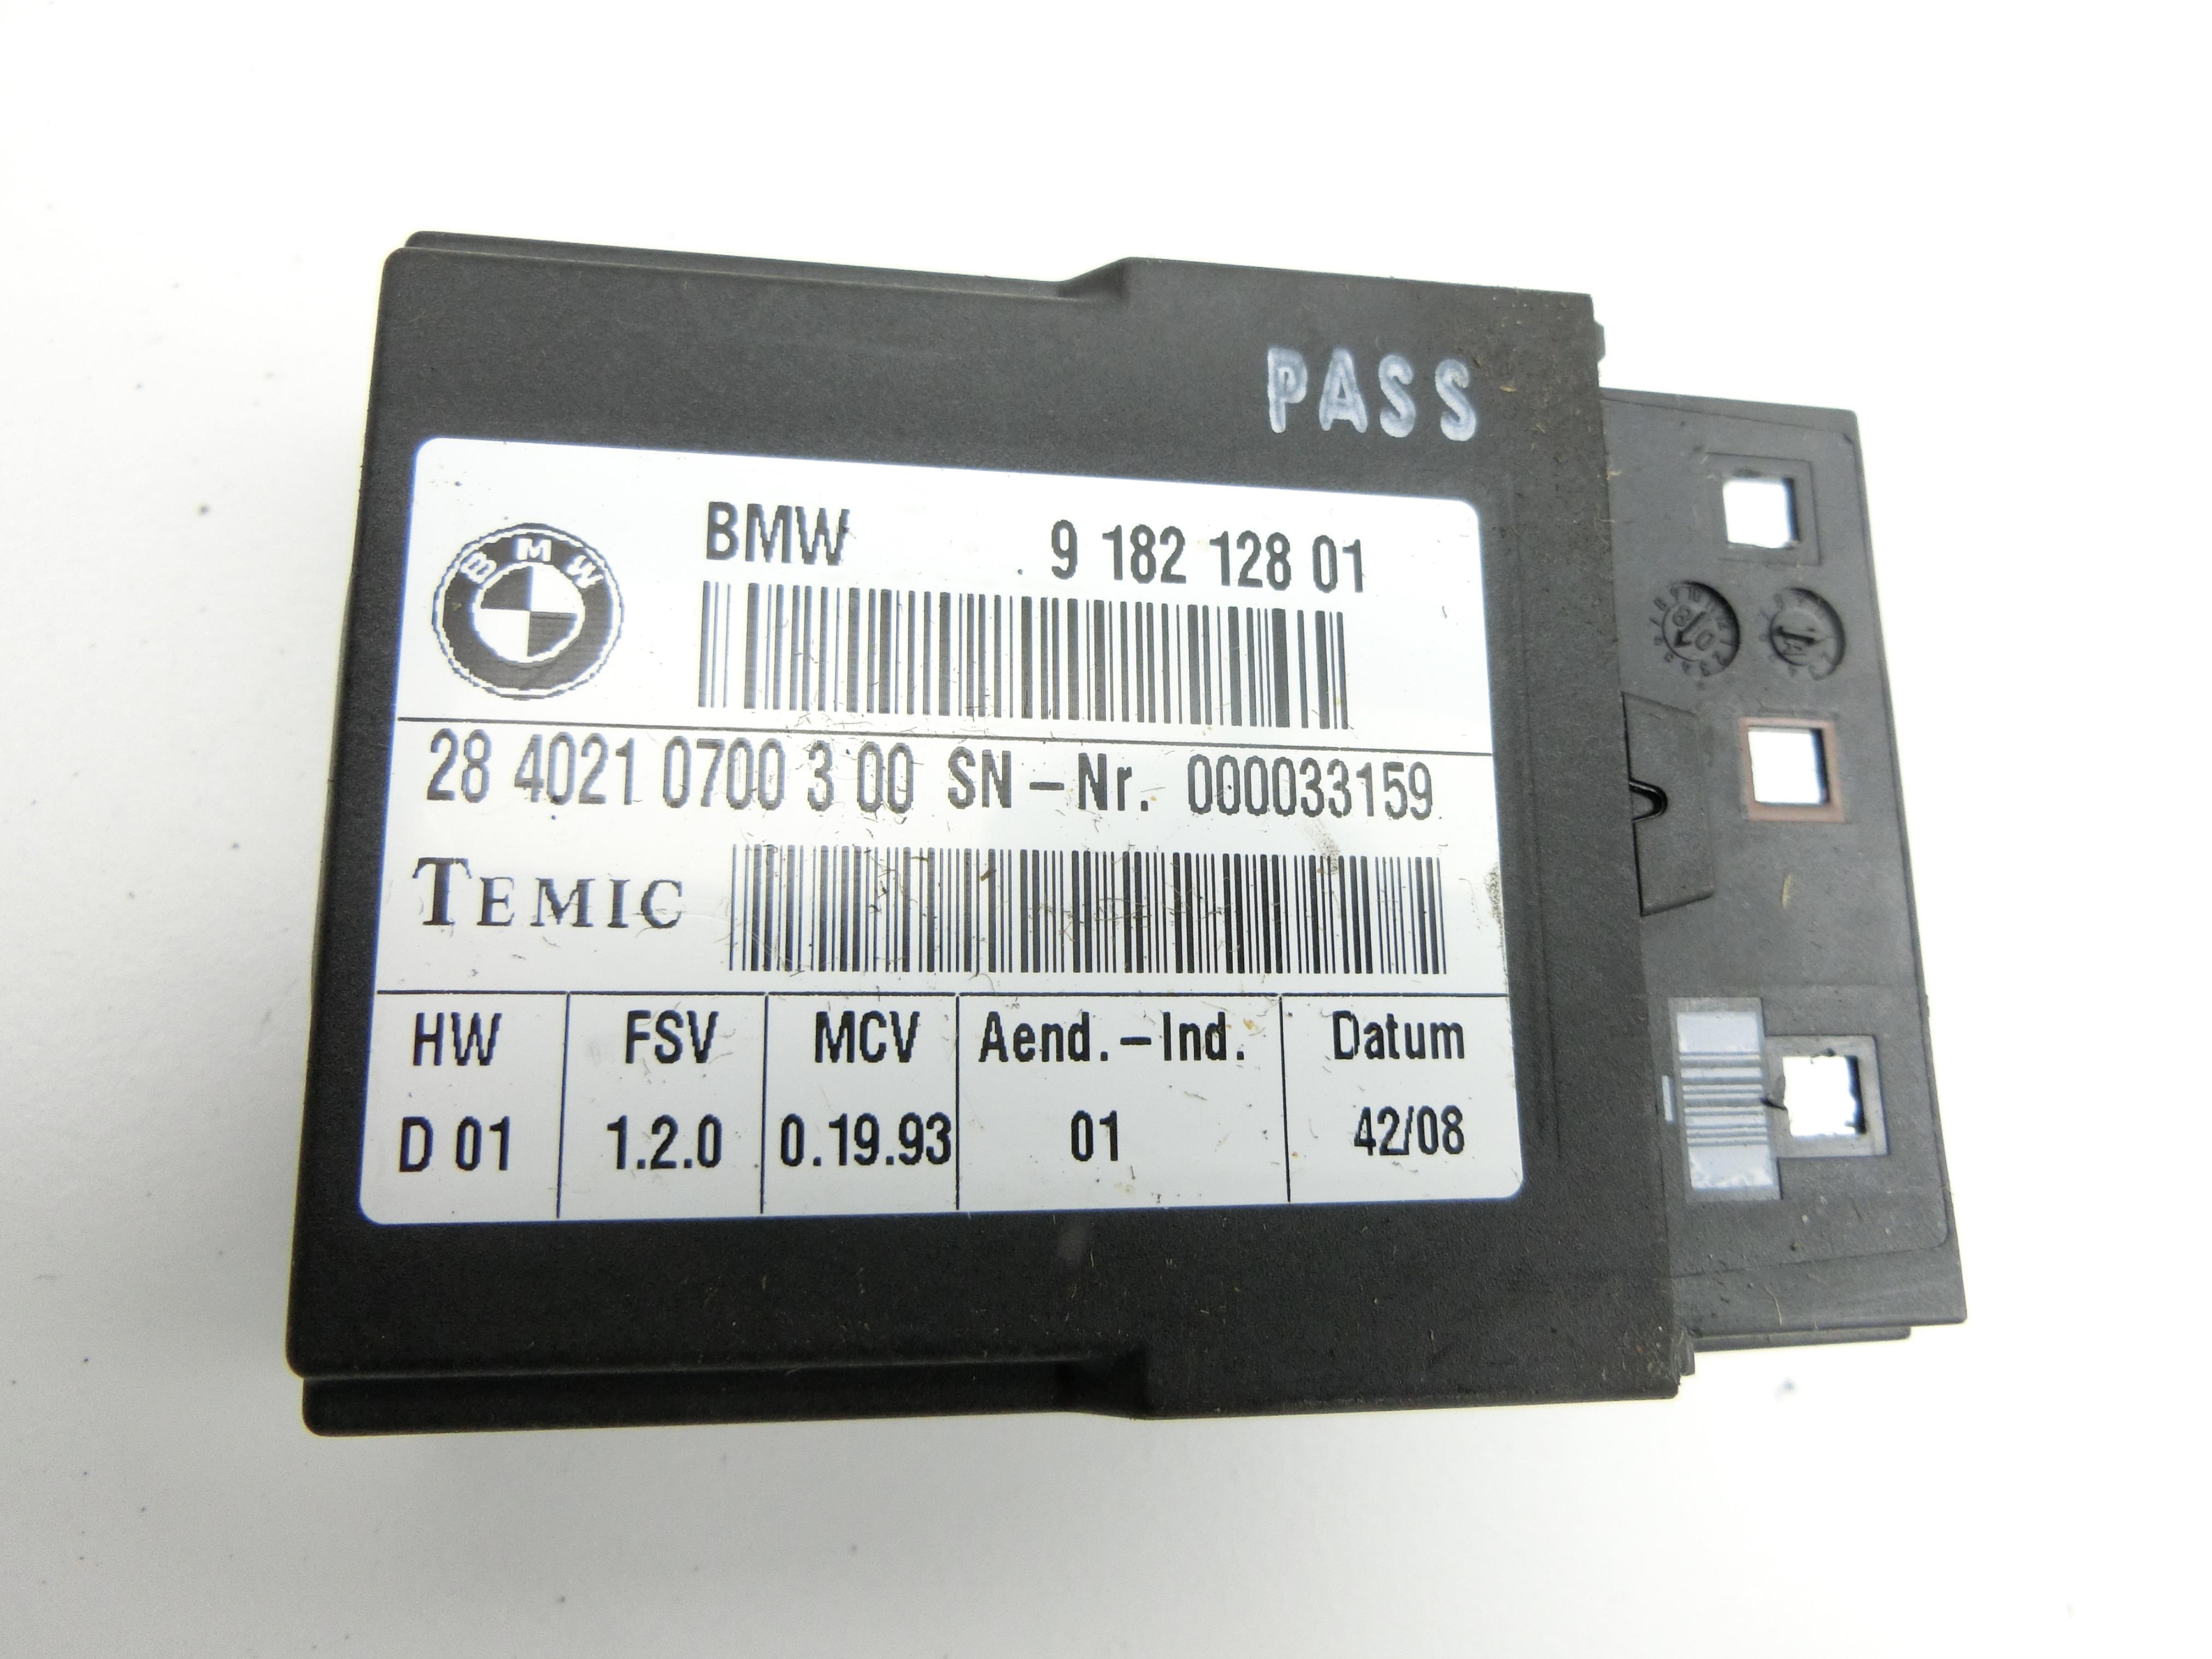 PASS
BMW
BMW 9 182 128 01
28 4021 0700 3 00 SN-Nr. 000033159
TEMIC
HW FSV MCV Aend.-Ind. Datum
D 01 1.2.0 0.19.93 01 42/08